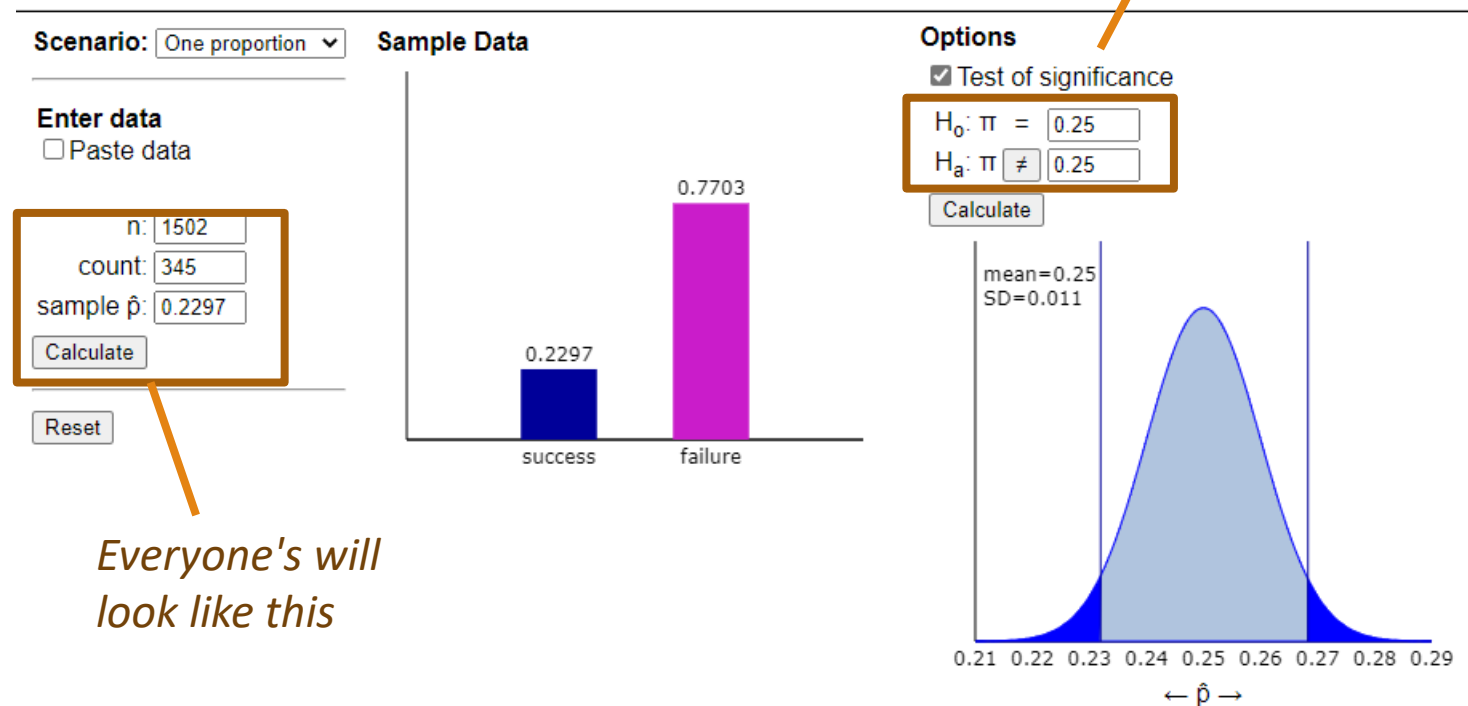 Scenario: One proportion
Enter data
Paste data
n: 1502
count: 345
sample p̂: 0.2297
Calculate
Reset
Everyone's will
look like this
Sample Data
0.2297
0.7703
success failure
Options
Test of significance
Hₒ: π = 0.25
Hₐ: π ≠ 0.25
Calculate
mean=0.25
SD=0.011
0.21 0.22 0.23 0.24 0.25 0.26 0.27 0.28 0.29
← p̂ →